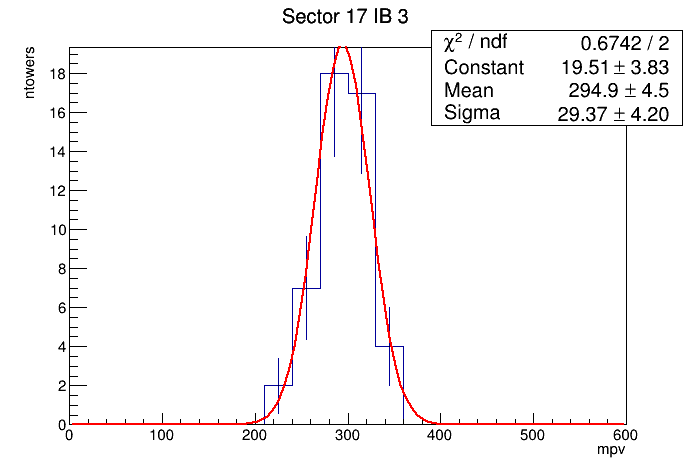 Sector 17 IB 3
χ² / ndf 0.6742 / 2
Constant 19.51 ± 3.83
Mean 294.9 ± 4.5
Sigma 29.37 ± 4.20
ntowers
18
16
14
12
10
8
6
4
2
0
0 100 200 300 400 500 600
mpv